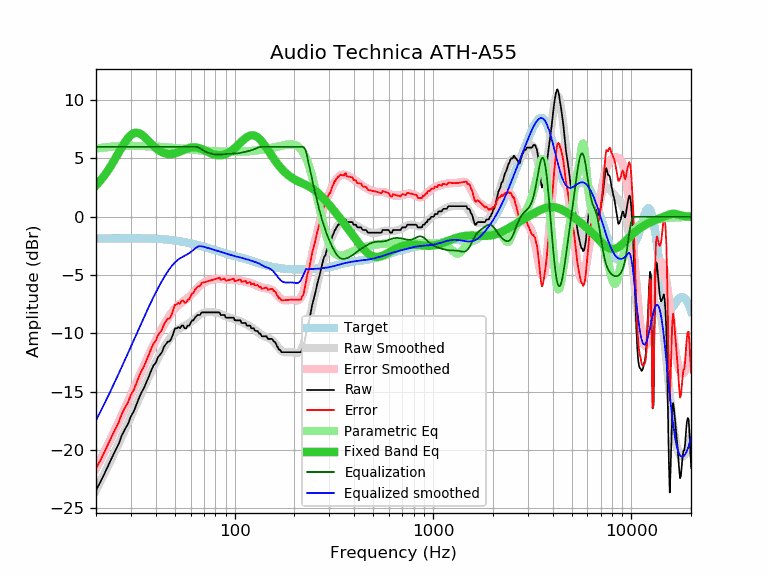 Audio Technica ATH-A55
Amplitude (dBr)
10
5
0
−5
−10
−15
−20
−25
Target
Raw Smoothed
Error Smoothed
Raw
Error
Parametric Eq
Fixed Band Eq
Equalization
Equalized smoothed
100
1000
10000
Frequency (Hz)